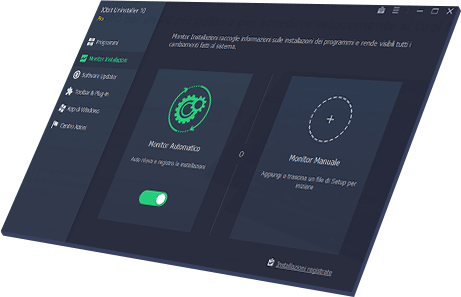 IObit Uninstaller 10
Pro
Programmi
Monitor Installazioni
Software Updater
Toolbar & Plug-in
App di Windows
Centro Azioni
Monitor Installazioni raccoglie informazioni sulle installazioni dei programmi e rende visibili tutti i
cambiamenti fatti al sistema.
Monitor Automatico
Auto rileva e registra le installazioni
O
Monitor Manuale
Aggiungi o trascina un file di Setup per
iniziare
Installazioni registrate